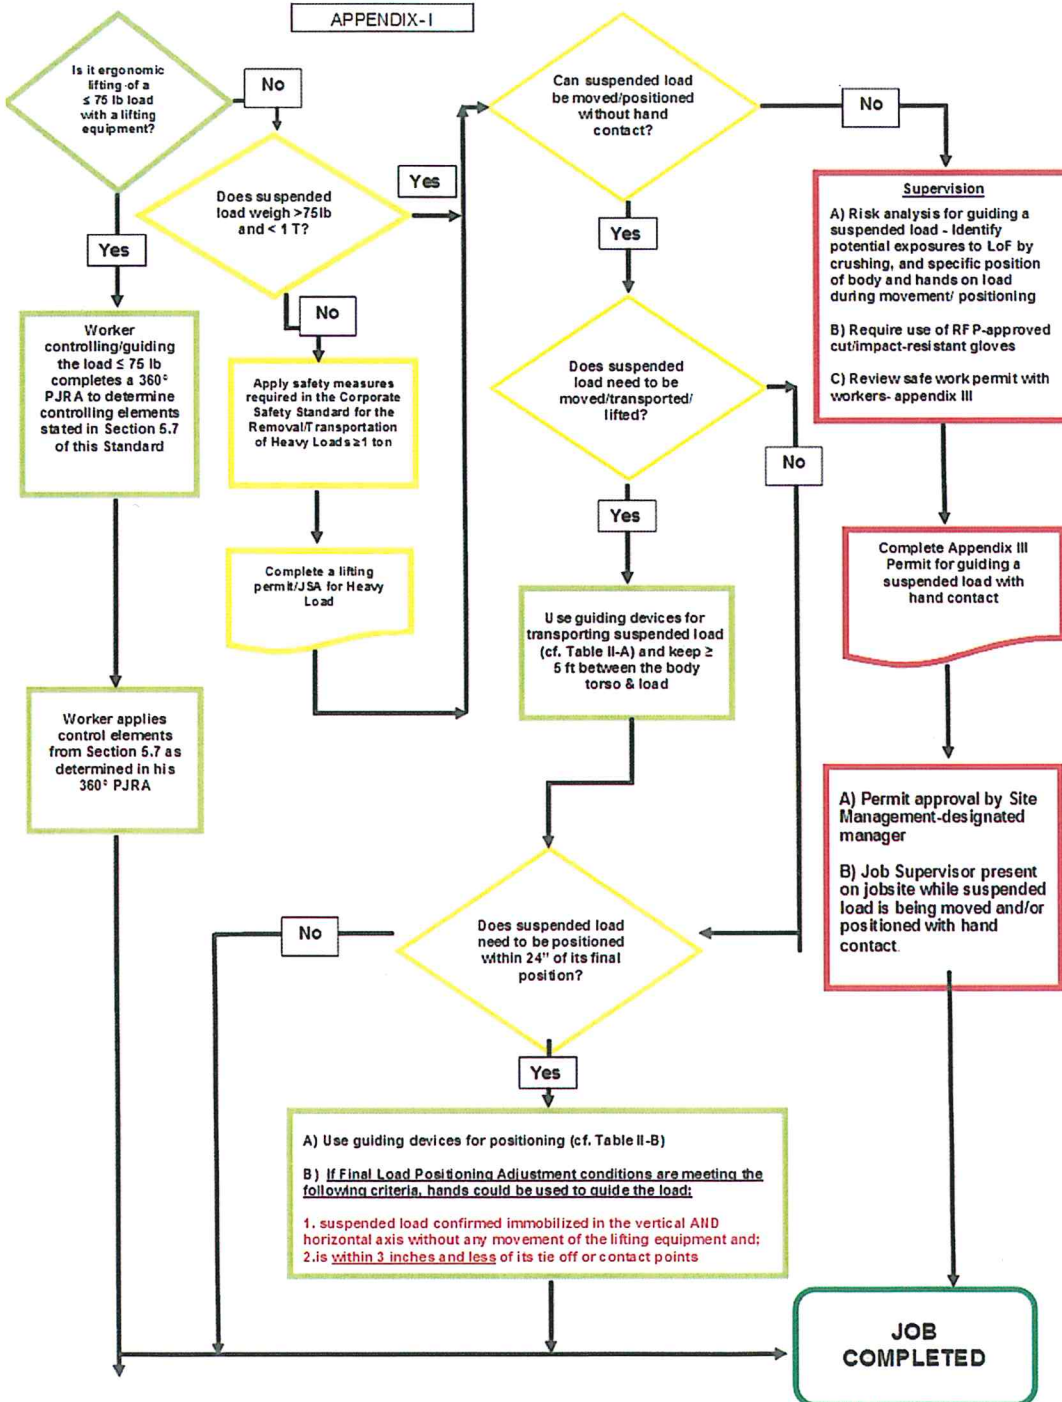 APPENDIX- I
Is it ergonomic
lifting of a
≤ 75 lb load
with a lifting
equipment?
No
Yes
Does suspended
load weigh >75lb
and < 1 T?
Yes
No
Worker
controlling/guiding
the load ≤ 75 lb
completes a 360°
PJRA to determine
controlling elements
stated in Section 5.7
of this Standard
Apply safety measures
required in the Corporate
Safety Standard for the
Removal/Transportation
of Heavy Loads ≥1 ton
Complete a lifting
permit/JSA for Heavy
Load
Worker applies
control elements
from Section 5.7 as
determined in his
360° PJRA
Can suspended load
be moved/positioned
without hand
contact?
No
Yes
Does suspended
load need to be
moved/transported/
lifted?
No
Yes
Use guiding devices for
transporting suspended load
(cf. Table II-A) and keep ≥
5 ft between the body
torso & load
Does suspended load
need to be positioned
within 24" of its final
position?
No
Yes
A) Use guiding devices for positioning (cf. Table II-B)
B) If Final Load Positioning Adjustment conditions are meeting the
following criteria, hands could be used to guide the load:
1. suspended load confirmed immobilized in the vertical AND
horizontal axis without any movement of the lifting equipment and;
2.is within 3 inches and less of its tie off or contact points
Supervision
A) Risk analysis for guiding a
suspended load - Identify
potential exposures to LoF by
crushing, and specific position
of body and hands on load
during movement/ positioning
B) Require use of RFP-approved
cut/impact-resistant gloves
C) Review safe work permit with
workers- appendix III
Complete Appendix III
Permit for guiding a
suspended load with
hand contact
A) Permit approval by Site
Management-designated
manager
B) Job Supervisor present
on jobsite while suspended
load is being moved and/or
positioned with hand
contact.
JOB
COMPLETED